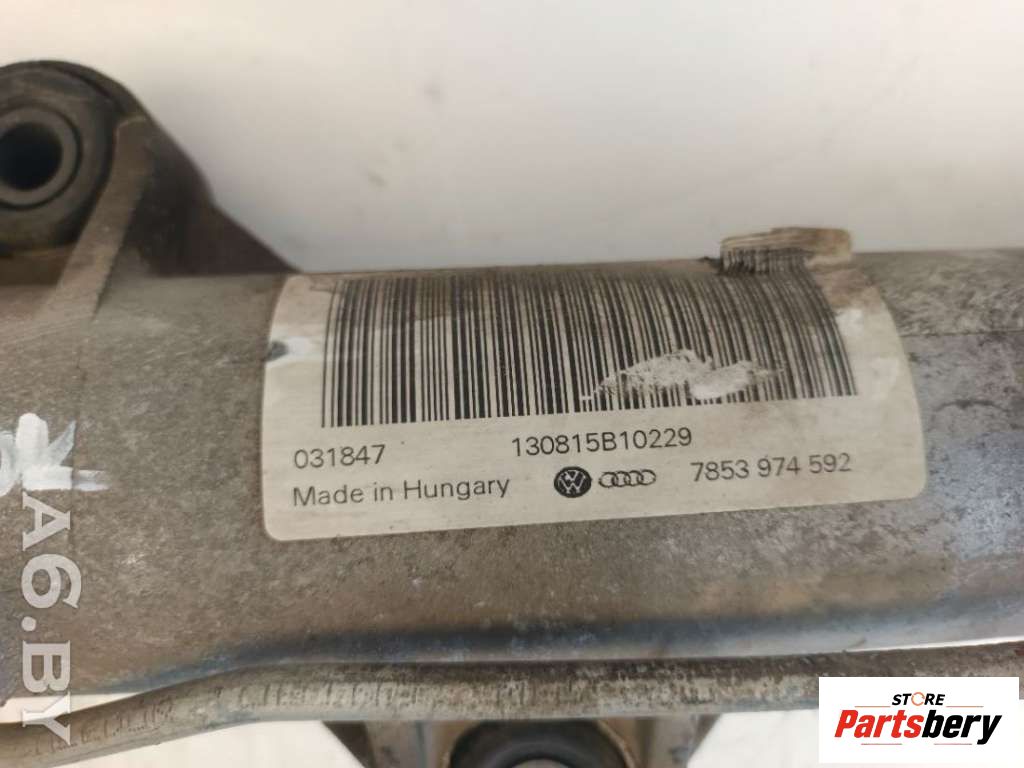 031847 130815B10229
Made in Hungary 7853 974 592
A6.BY
STORE
Partsbery